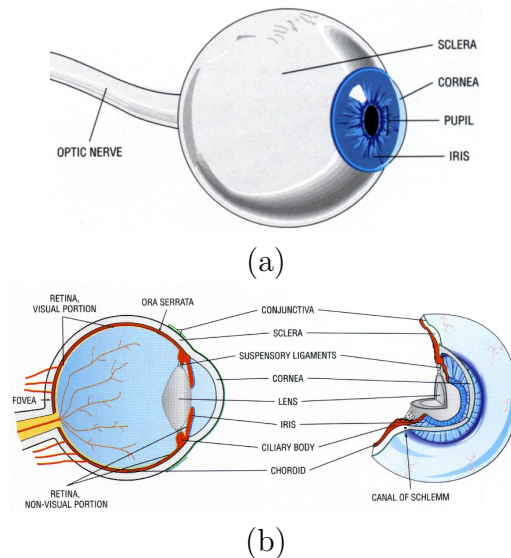 SCLERA
CORNEA
PUPIL
IRIS
OPTIC NERVE
(a)
RETINA,
VISUAL PORTION
ORA SERRATA
CONJUNCTIVA
SCLERA
SUSPENSORY LIGAMENTS
CORNEA
FOVEA
LENS
IRIS
CILIARY BODY
CHOROID
RETINA,
NON-VISUAL PORTION
CANAL OF SCHLEMM
(b)